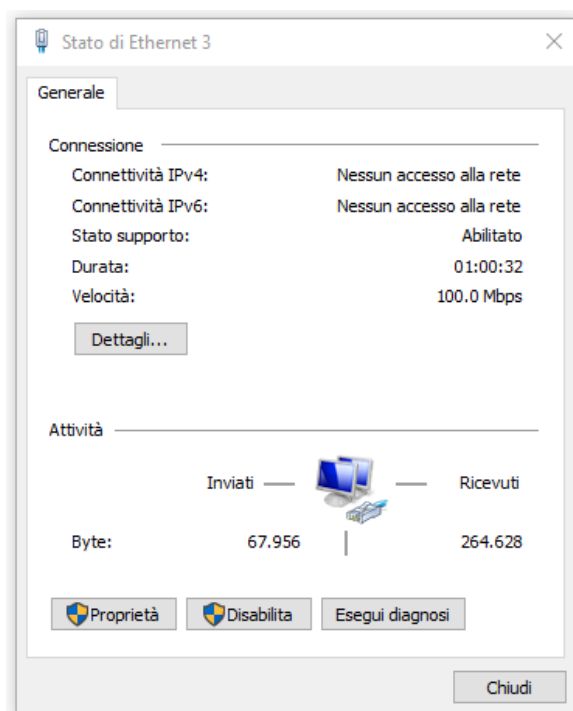 Stato di Ethernet 3
Generale
Connessione
Connettività IPv4: Nessun accesso alla rete
Connettività IPv6: Nessun accesso alla rete
Stato supporto: Abilitato
Durata: 01:00:32
Velocità: 100.0 Mbps
Dettagli...
Attività
Inviati Ricevuti
Byte: 67.956 264.628
Proprietà Disabilita Esegui diagnosi
Chiudi